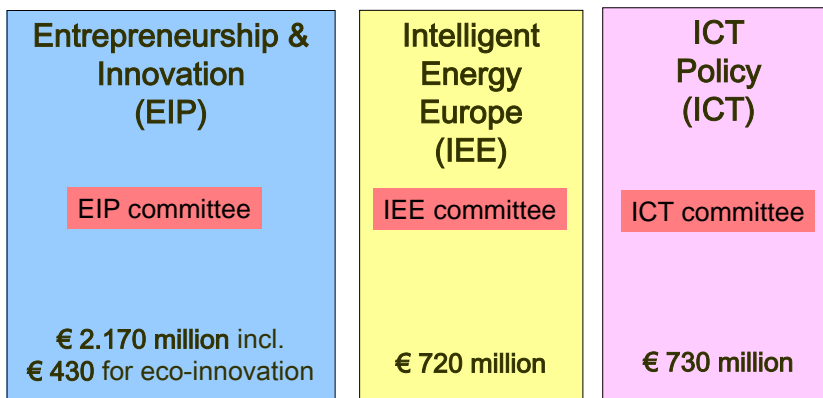 Entrepreneurship &
Innovation
(EIP)
EIP committee
€ 2.170 million incl.
€ 430 for eco-innovation
Intelligent
Energy
Europe
(IEE)
IEE committee
€ 720 million
ICT
Policy
(ICT)
ICT committee
€ 730 million